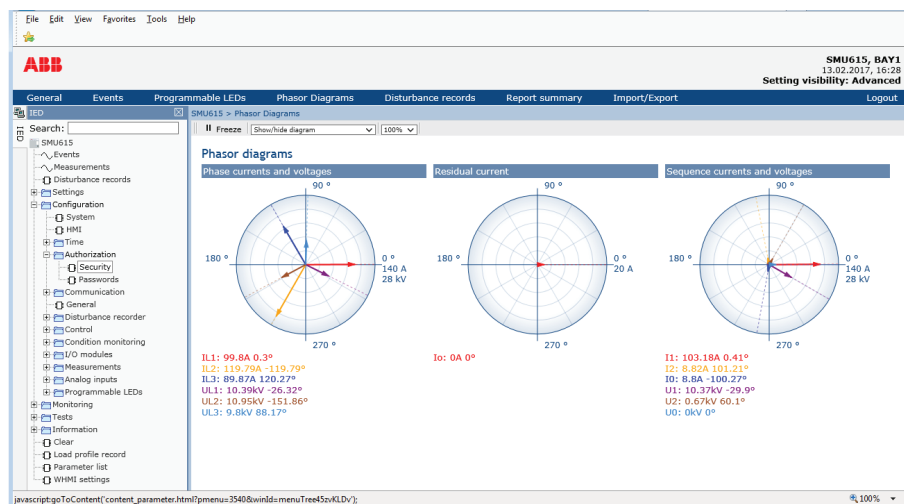 File Edit View Favorites Tools Help
ABB
SMU615, BAY1
13.02.2017, 16:28
Setting visibility: Advanced
General Events Programmable LEDs Phasor Diagrams Disturbance records Report summary Import/Export Logout
IED
SMU615 > Phasor Diagrams
IED
Search:
Freeze Show/hide diagram 100%
SMU615
Events
Measurements
Disturbance records
Settings
Configuration
System
HMI
Time
Authorization
Security
Passwords
Communication
General
Disturbance recorder
Control
Condition monitoring
I/O modules
Measurements
Analog inputs
Programmable LEDs
Monitoring
Tests
Information
Clear
Load profile record
Parameter list
WHMI settings
Phasor diagrams
Phase currents and voltages
90 °
180 °
0 °
140 A
28 kV
270 °
IL1: 99.8A 0.3°
IL2: 119.79A -119.79°
IL3: 89.87A 120.27°
UL1: 10.39kV -26.32°
UL2: 10.95kV -151.86°
UL3: 9.8kV 88.17°
Residual current
90 °
180 °
0 °
20 A
270 °
Io: 0A 0°
Sequence currents and voltages
90 °
180 °
0 °
140 A
28 kV
270 °
I1: 103.18A 0.41°
I2: 8.82A 101.21°
I0: 8.8A -100.27°
U1: 10.37kV -29.9°
U2: 0.67kV 60.1°
U0: 0kV 0°
javascript:goToContent('content_parameter.html?pmenu=3540&winId=menuTree45zvKLDv');
100%